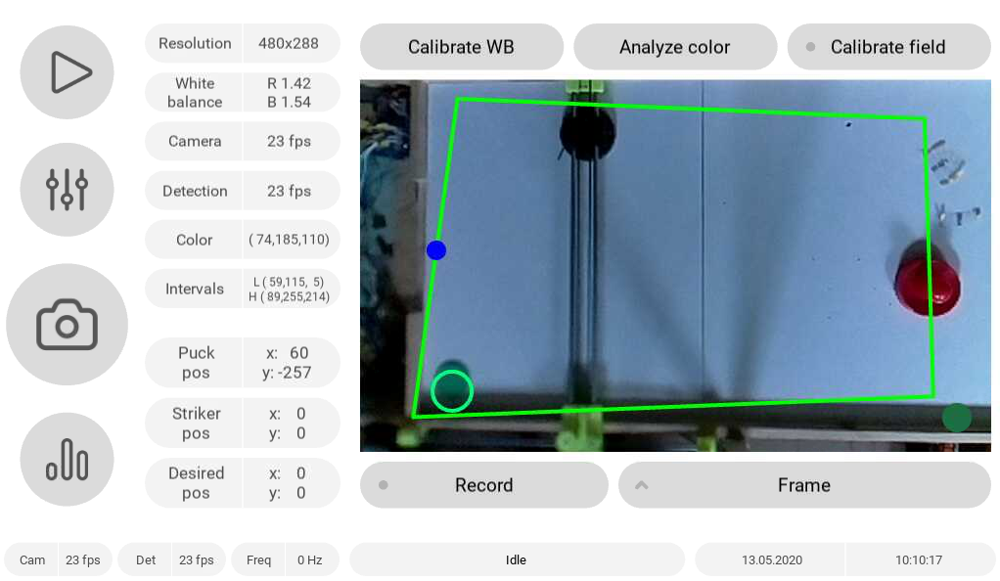 Calibrate WB
Analyze color
Calibrate field
Resolution 480x288
White balance R 1.42 B 1.54
Camera 23 fps
Detection 23 fps
Color ( 74,185,110)
Intervals L ( 59,115, 5) H ( 89,255,214)
Puck pos x: 60 y: -257
Striker pos x: 0 y: 0
Desired pos x: 0 y: 0
Record
Frame
Cam 23 fps
Det 23 fps
Freq 0 Hz
Idle
13.05.2020
10:10:17